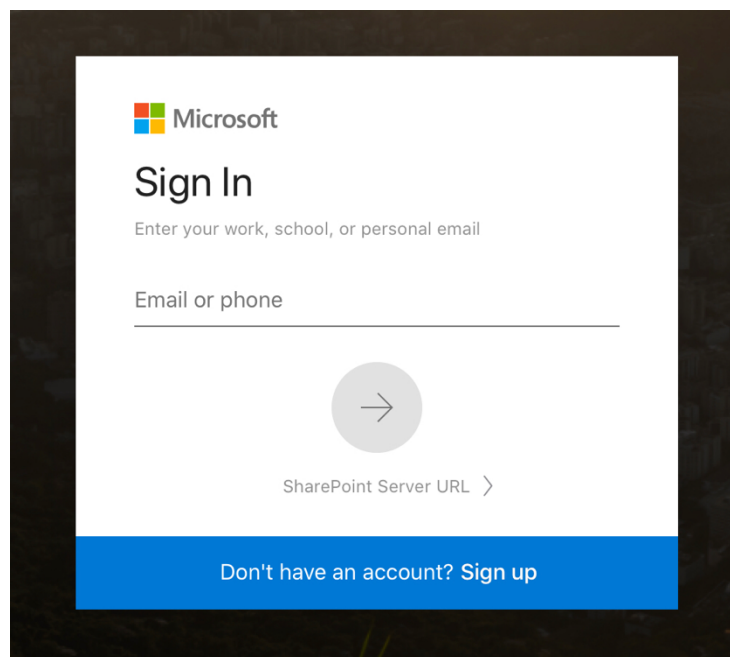 Microsoft
Sign In
Enter your work, school, or personal email
Email or phone
SharePoint Server URL
Don't have an account? Sign up